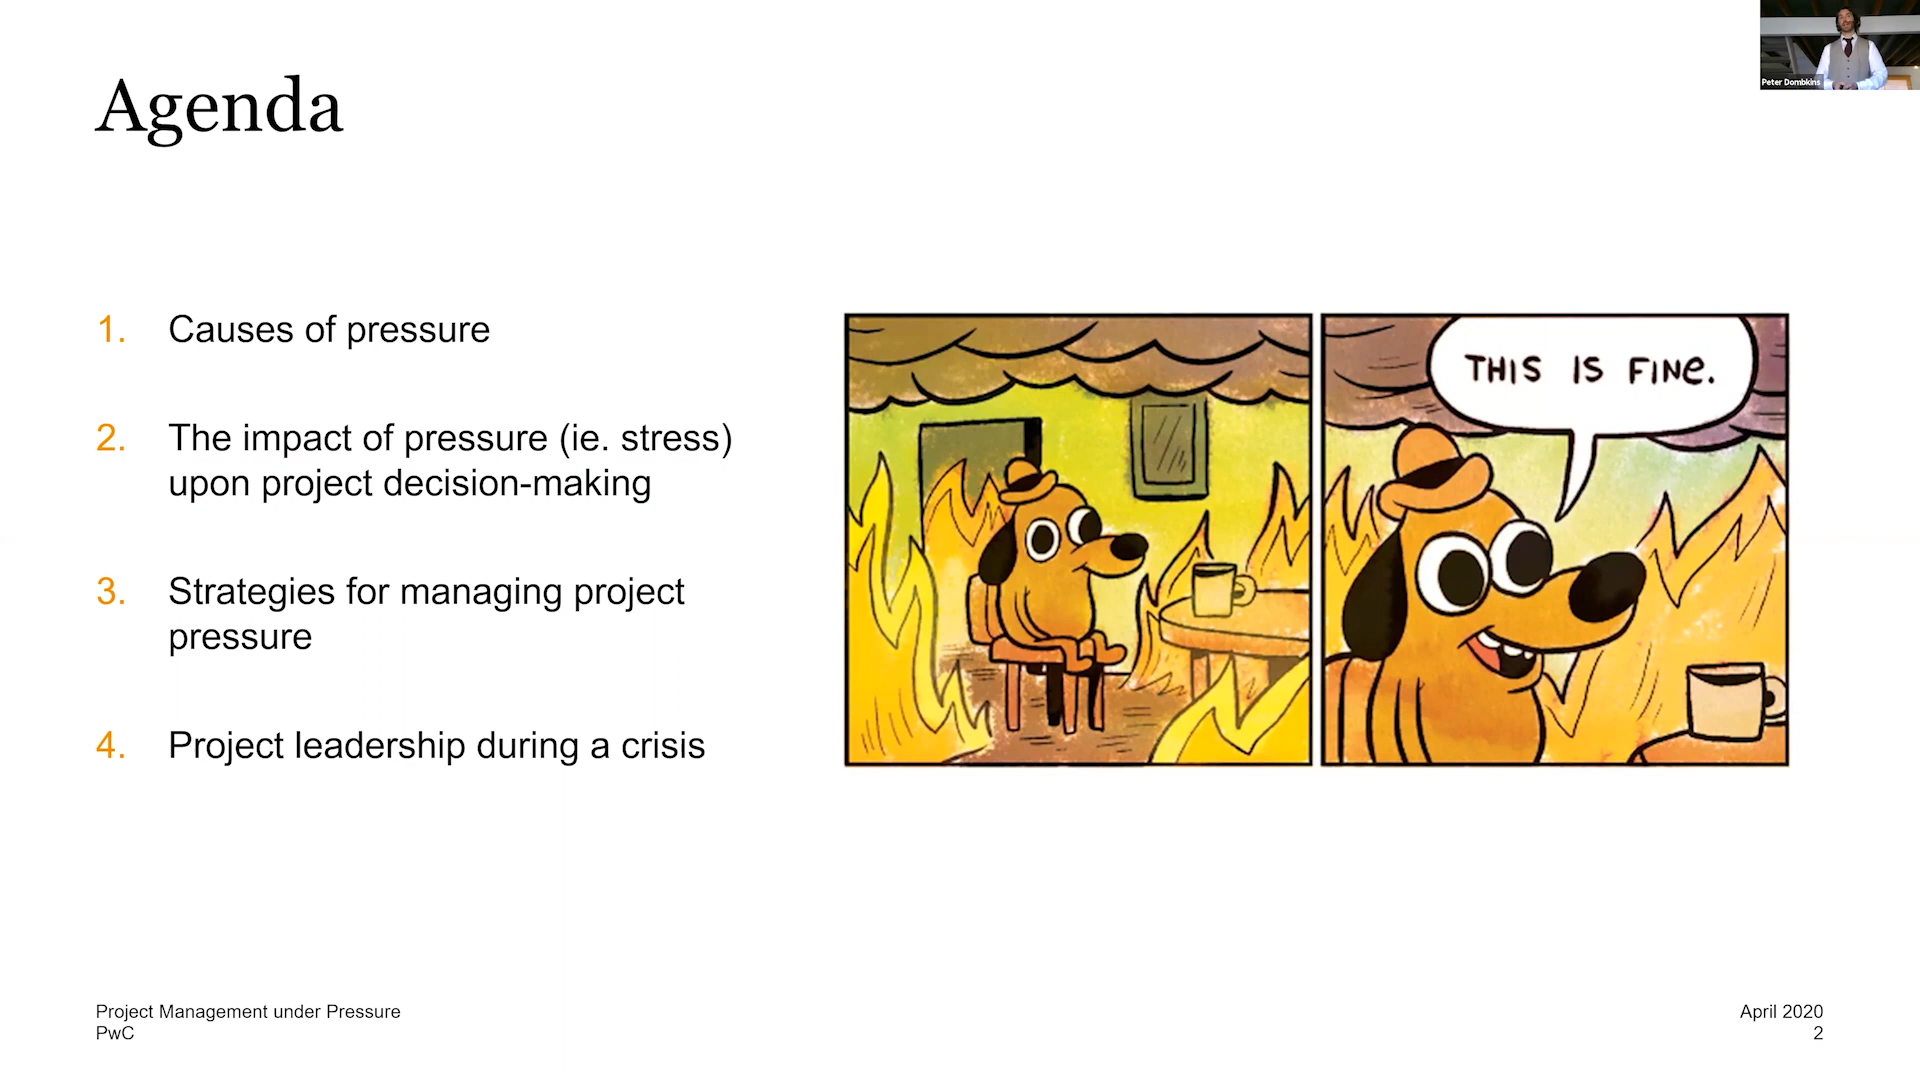 Peter Dombkins
Agenda
1. Causes of pressure
2. The impact of pressure (ie. stress)
upon project decision-making
3. Strategies for managing project
pressure
4. Project leadership during a crisis
THIS IS FINE.
Project Management under Pressure
PwC
April 2020
2